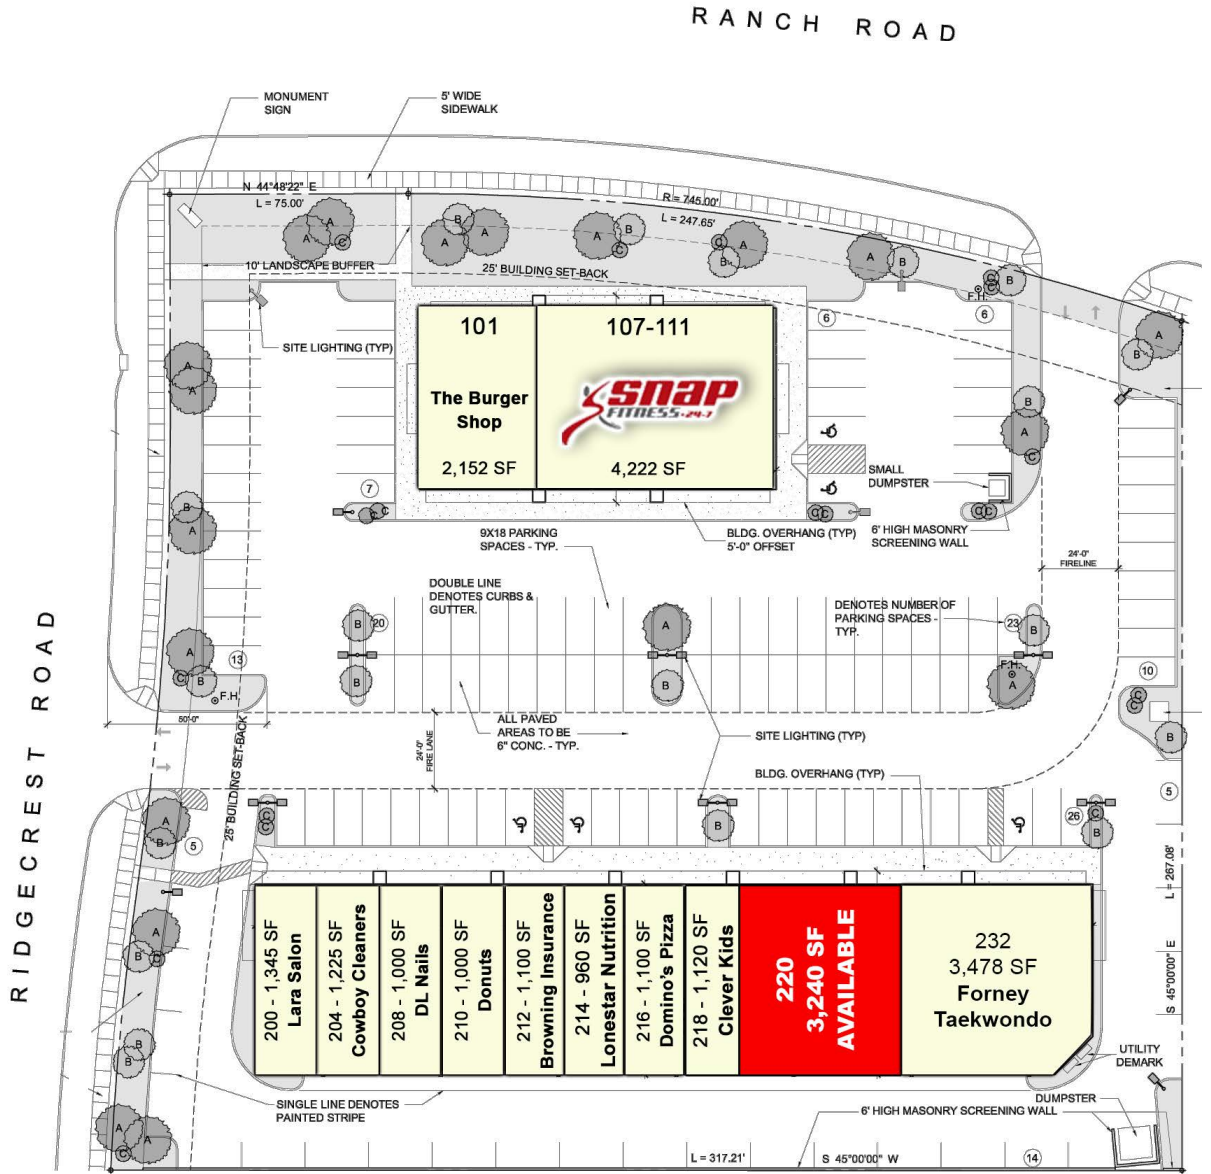 RANCH ROAD
MONUMENT
SIGN
5' WIDE
SIDEWALK
N 44°48'22" E
L = 75.00'
R = 745.00'
L = 247.65'
10' LANDSCAPE BUFFER
25' BUILDING SET-BACK
SITE LIGHTING (TYP)
F.H.
6
6
101
The Burger
Shop
2,152 SF
107-111
SNAP
FITNESS-24-7
4,222 SF
SMALL
DUMPSTER
7
9X18 PARKING
SPACES - TYP.
BLDG. OVERHANG (TYP)
5'-0" OFFSET
6' HIGH MASONRY
SCREENING WALL
24'-0"
FIRELINE
DOUBLE LINE
DENOTES CURBS &
GUTTER.
DENOTES NUMBER OF
PARKING SPACES -
TYP.
20
23
13
F.H.
F.H.
10
50'-0"
RIDGECREST ROAD
25' BUILDING SET-BACK
24'-0"
FIRE LANE
ALL PAVED
AREAS TO BE
6" CONC. - TYP.
SITE LIGHTING (TYP)
BLDG. OVERHANG (TYP)
5
26
5
L = 267.08'
S 45°00'00" E
200 - 1,345 SF
Lara Salon
204 - 1,225 SF
Cowboy Cleaners
208 - 1,000 SF
DL Nails
210 - 1,000 SF
Donuts
212 - 1,100 SF
Browning Insurance
214 - 960 SF
Lonestar Nutrition
216 - 1,100 SF
Domino's Pizza
218 - 1,120 SF
Clever Kids
220
3,240 SF
AVAILABLE
232
3,478 SF
Forney
Taekwondo
UTILITY
DEMARK
SINGLE LINE DENOTES
PAINTED STRIPE
DUMPSTER
6' HIGH MASONRY SCREENING WALL
L = 317.21'
S 45°00'00" W
14